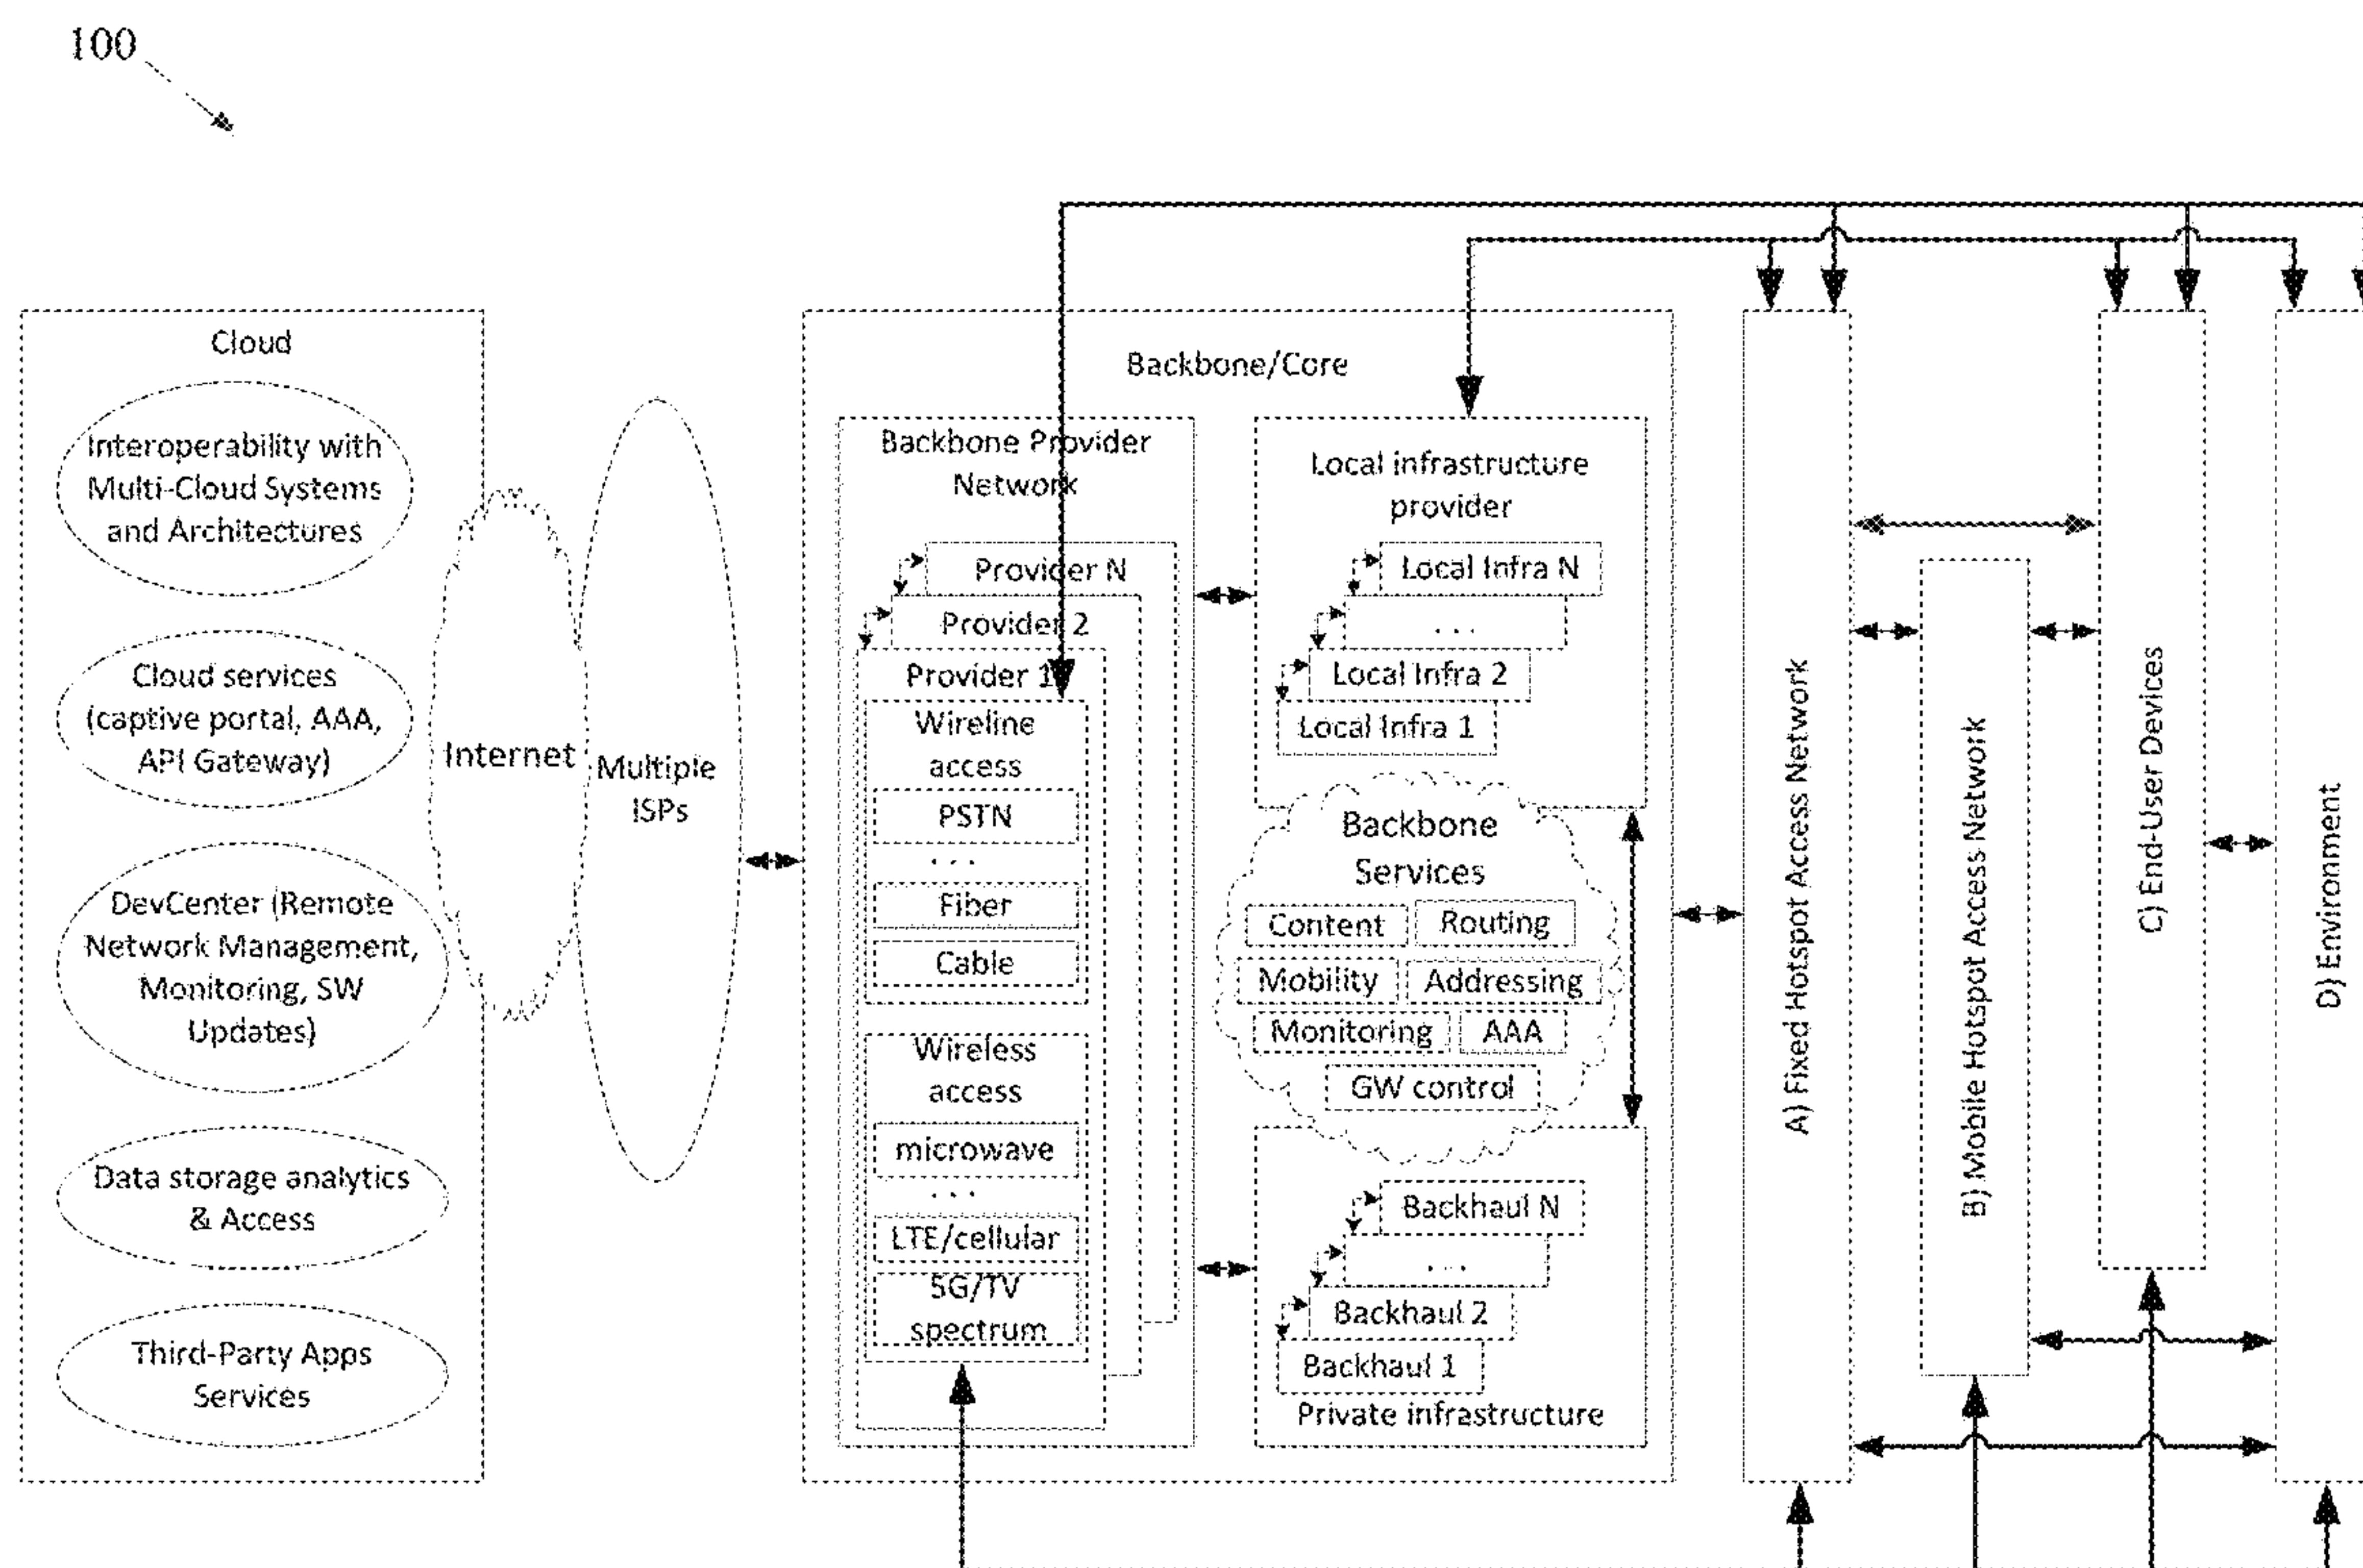 100
Cloud
Interoperability with
Multi-Cloud Systems
and Architectures
Cloud services
(captive portal, AAA,
API Gateway)
DevCenter (Remote
Network Management,
Monitoring, SW
Updates)
Data storage analytics
& Access
Third-Party Apps
Services
Internet
Multiple
ISPs
Backbone/Core
Backbone Provider
Network
Provider N
Provider 2
Provider 1
Wireline
access
PSTN
. . .
Fiber
Cable
Wireless
access
microwave
. . .
LTE/cellular
5G/TV
spectrum
Local infrastructure
provider
Local Infra N
. . .
Local Infra 2
Local Infra 1
Backbone
Services
Content Routing
Mobility Addressing
Monitoring AAA
GW control
Backhaul N
. . .
Backhaul 2
Backhaul 1
Private infrastructure
A) Fixed Hotspot Access Network
B) Mobile Hotspot Access Network
C) End-User Devices
D) Environment